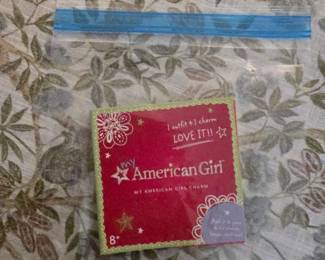 1 outfit + 1 charm
LOVE IT!!
my
American Girl
MY AMERICAN GIRL CHARM
8+